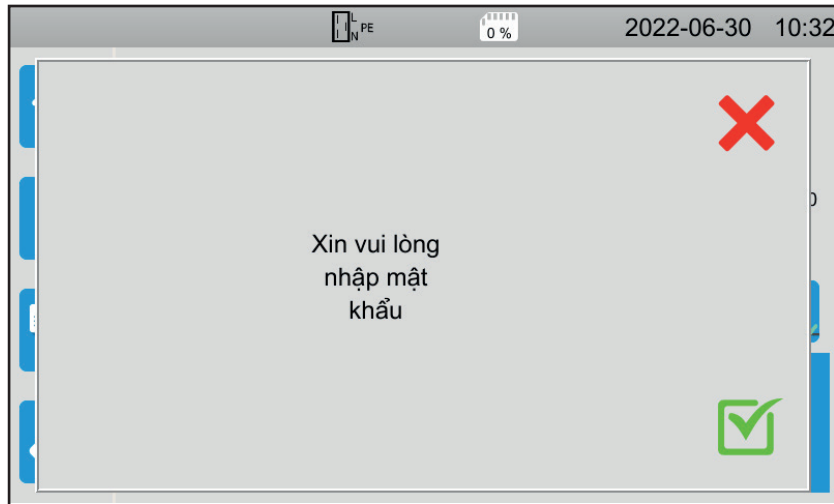 L
N PE
0 %
2022-06-30 10:32
Xin vui lòng
nhập mật
khẩu